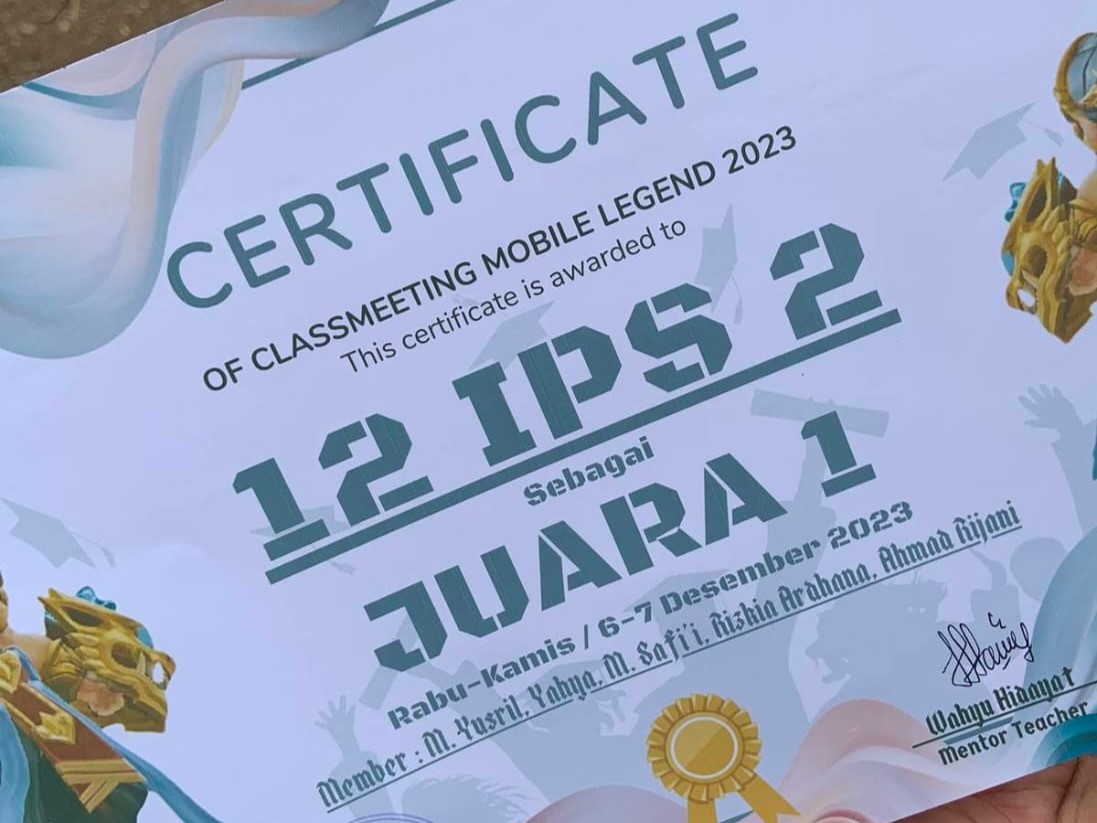 CERTIFICATE
OF CLASSMEETING MOBILE LEGEND 2023
This certificate is awarded to
12 IPS 2
Sebagai
JUARA 1
Rabu-Kamis / 6-7 Desember 2023
Member : M. Yusril, Yahya, M. Safi'i, Rizkia Ardhana, Ahmad Rijani
Wahyu Hidayat
Mentor Teacher